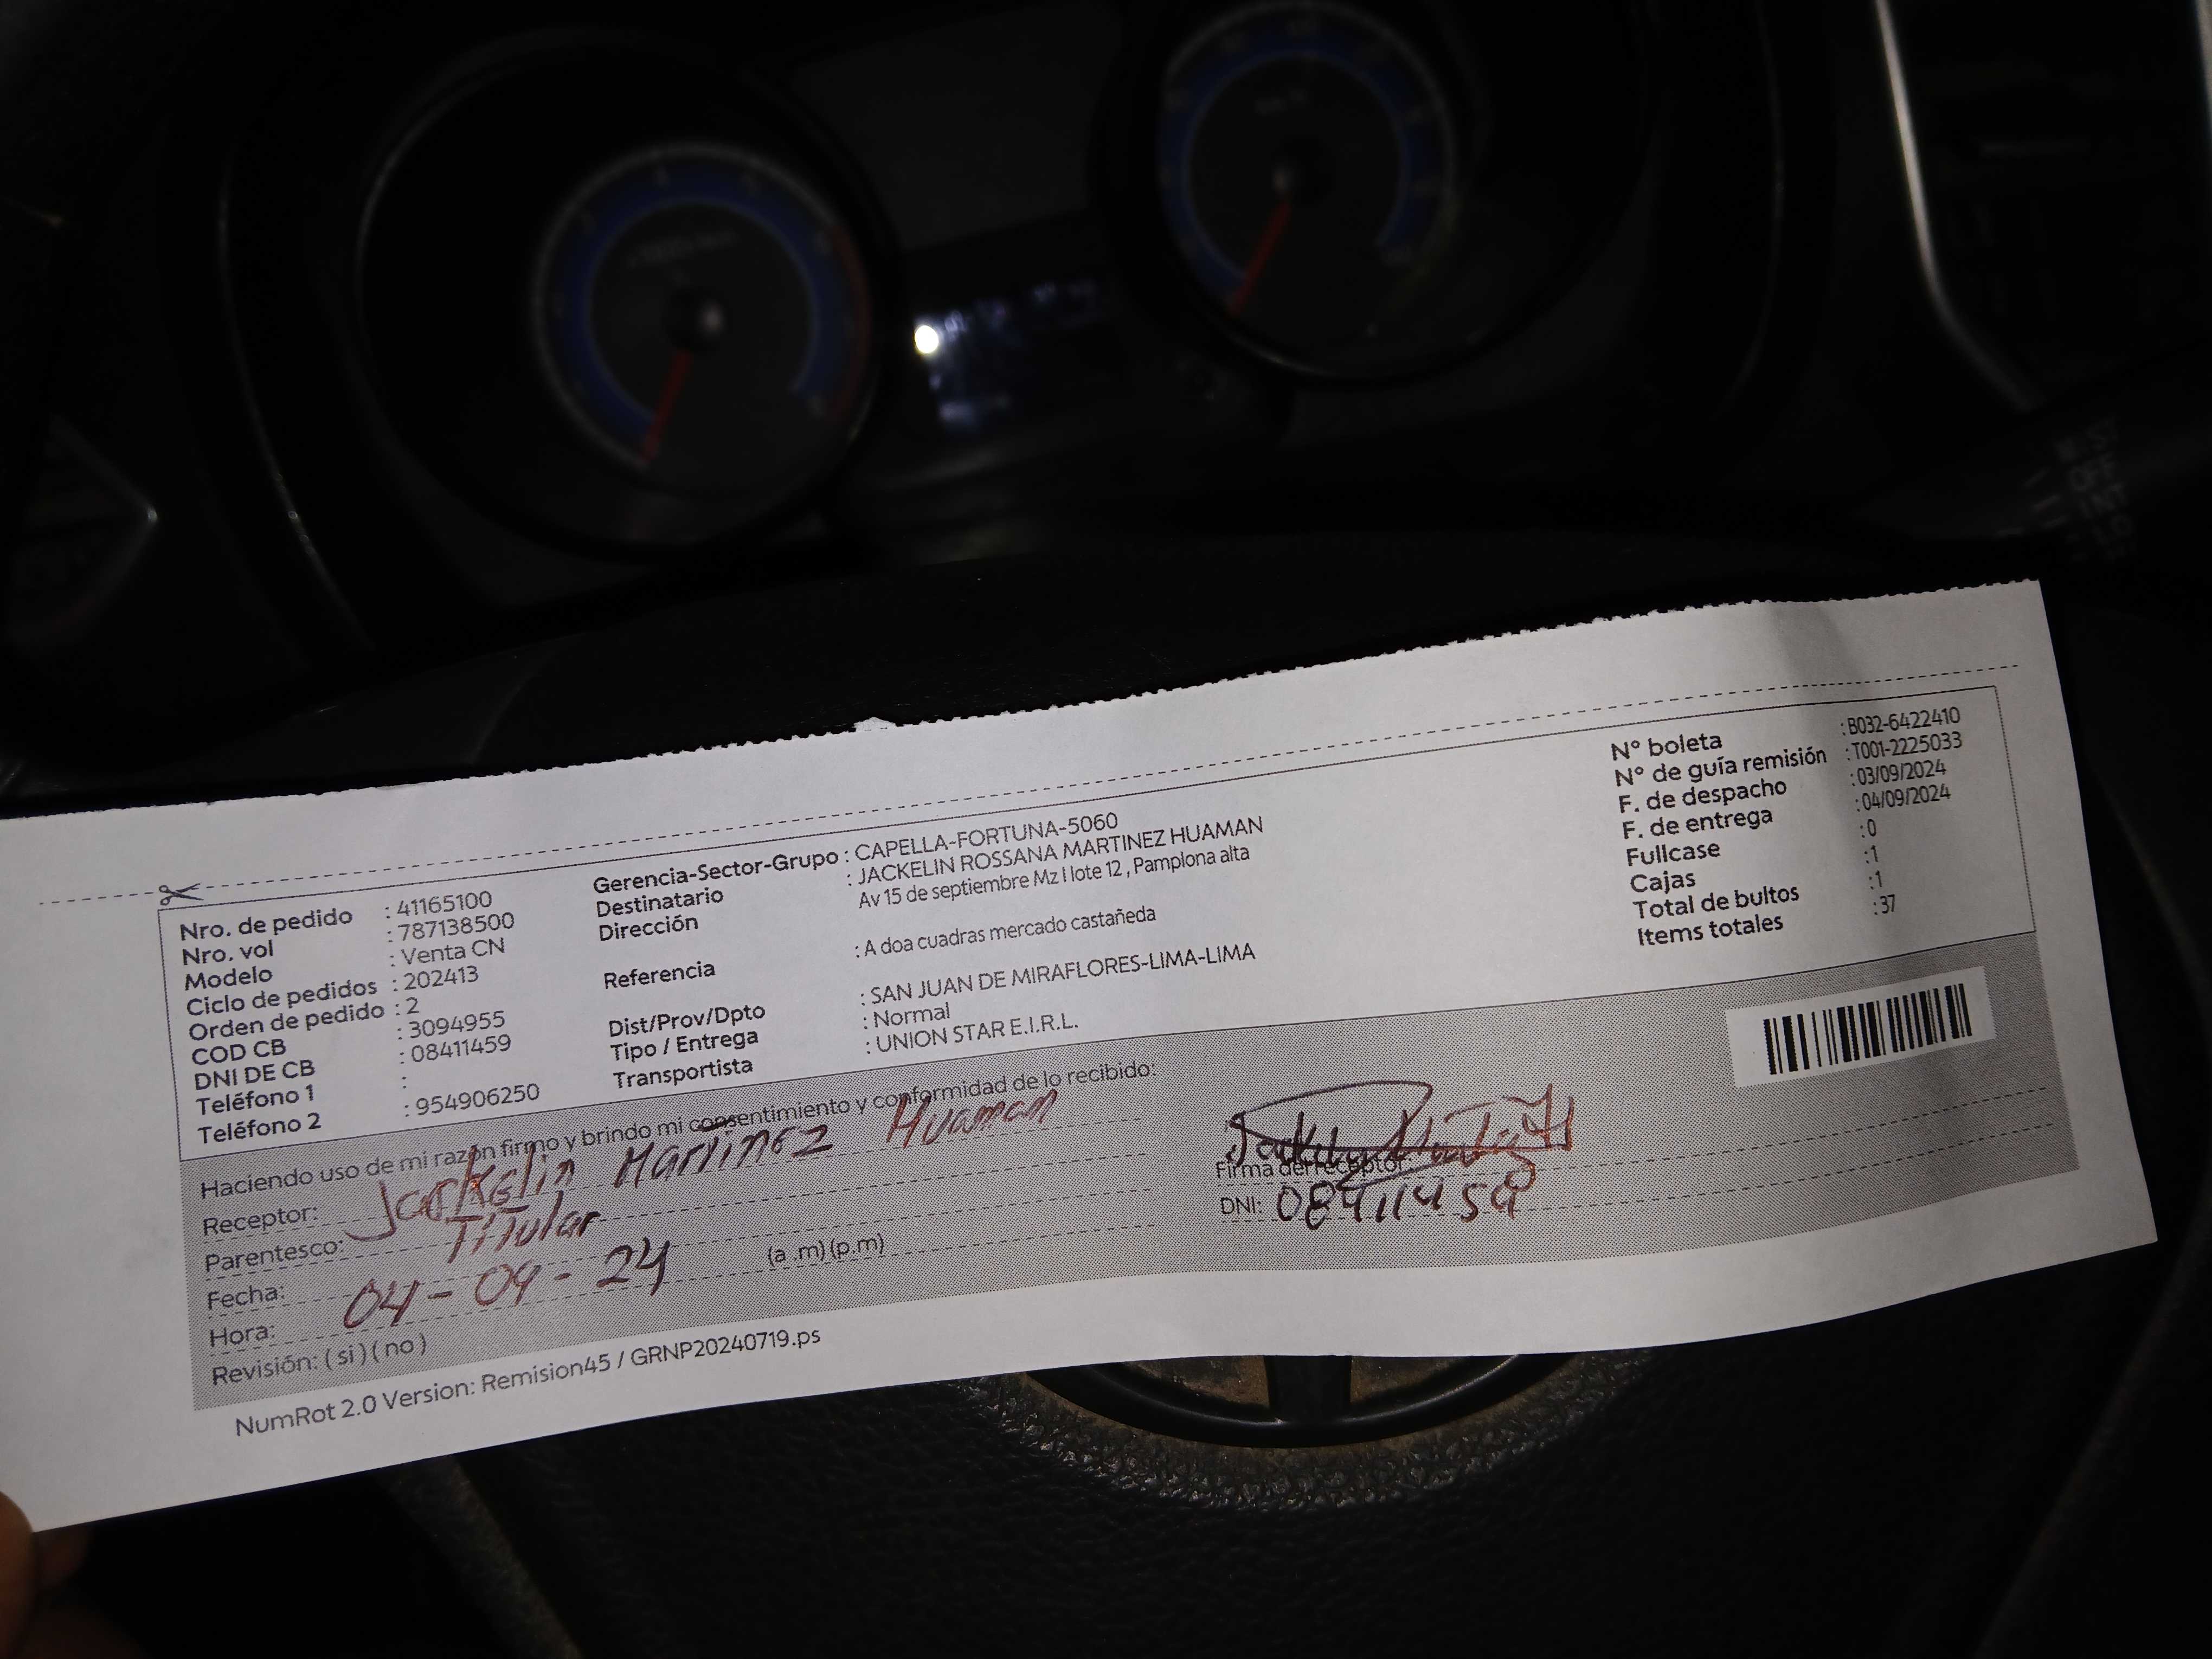 Nro. de pedido : 41165100
Nro. vol : 787138500
Modelo : Venta CN
Ciclo de pedidos : 202413
Orden de pedido : 2
COD CB : 3094955
DNI DE CB : 08411459
Teléfono 1 :
Teléfono 2 : 954906250
Gerencia-Sector-Grupo : CAPELLA-FORTUNA-5060
Destinatario : JACKELIN ROSSANA MARTINEZ HUAMAN
Dirección Av 15 de septiembre Mz I lote 12 , Pamplona alta
Referencia : A doa cuadras mercado castañeda
Dist/Prov/Dpto : SAN JUAN DE MIRAFLORES-LIMA-LIMA
Tipo / Entrega : Normal
Transportista : UNION STAR E.I.R.L.
N° boleta : B032-6422410
N° de guía remisión : T001-2225033
F. de despacho : 03/09/2024
F. de entrega : 04/09/2024
Fullcase : 0
Cajas : 1
Total de bultos : 1
Items totales : 37
Haciendo uso de mi razón firmo y brindo mi consentimiento y conformidad de lo recibido:
Receptor: Jackelin Martinez Huaman
Parentesco: Titular
Fecha: 04-09-24
Hora: (a .m) (p.m)
Revisión: ( si ) ( no )
Firma del receptor:
DNI: 08411459
NumRot 2.0 Version: Remision45 / GRNP20240719.ps